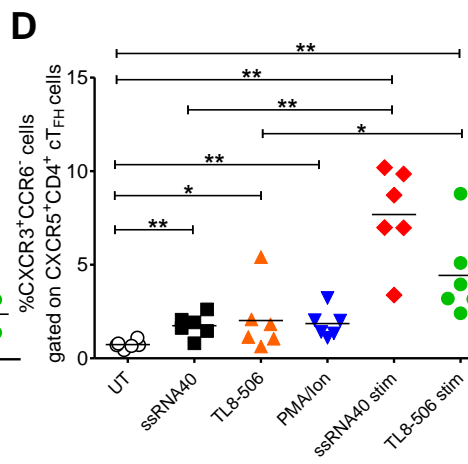 D
%CXCR3⁺CCR6⁻ cells
gated on CXCR5⁺CD4⁺ cT_FH cells
**
**
**
*
**
*
**
15
10
5
0
UT
ssRNA40
TL8-506
PMA/Ion
ssRNA40 stim
TL8-506 stim